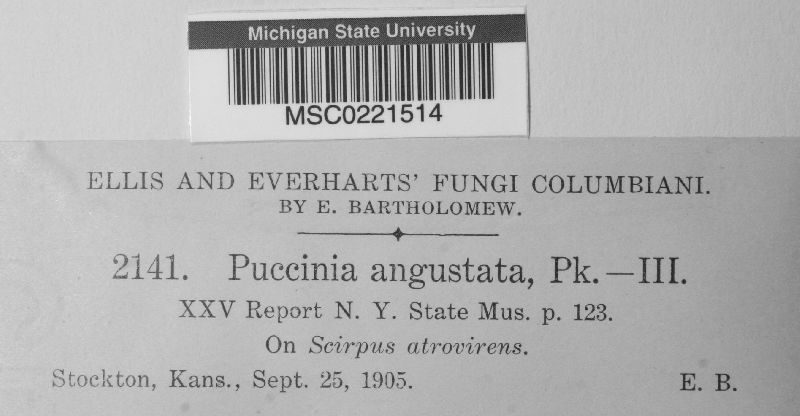 Michigan State University
MSC0221514
ELLIS AND EVERHARTS' FUNGI COLUMBIANI.
BY E. BARTHOLOMEW.
2141. Puccinia angustata, Pk.—III.
XXV Report N. Y. State Mus. p. 123.
On Scirpus atrovirens.
Stockton, Kans., Sept. 25, 1905. E. B.